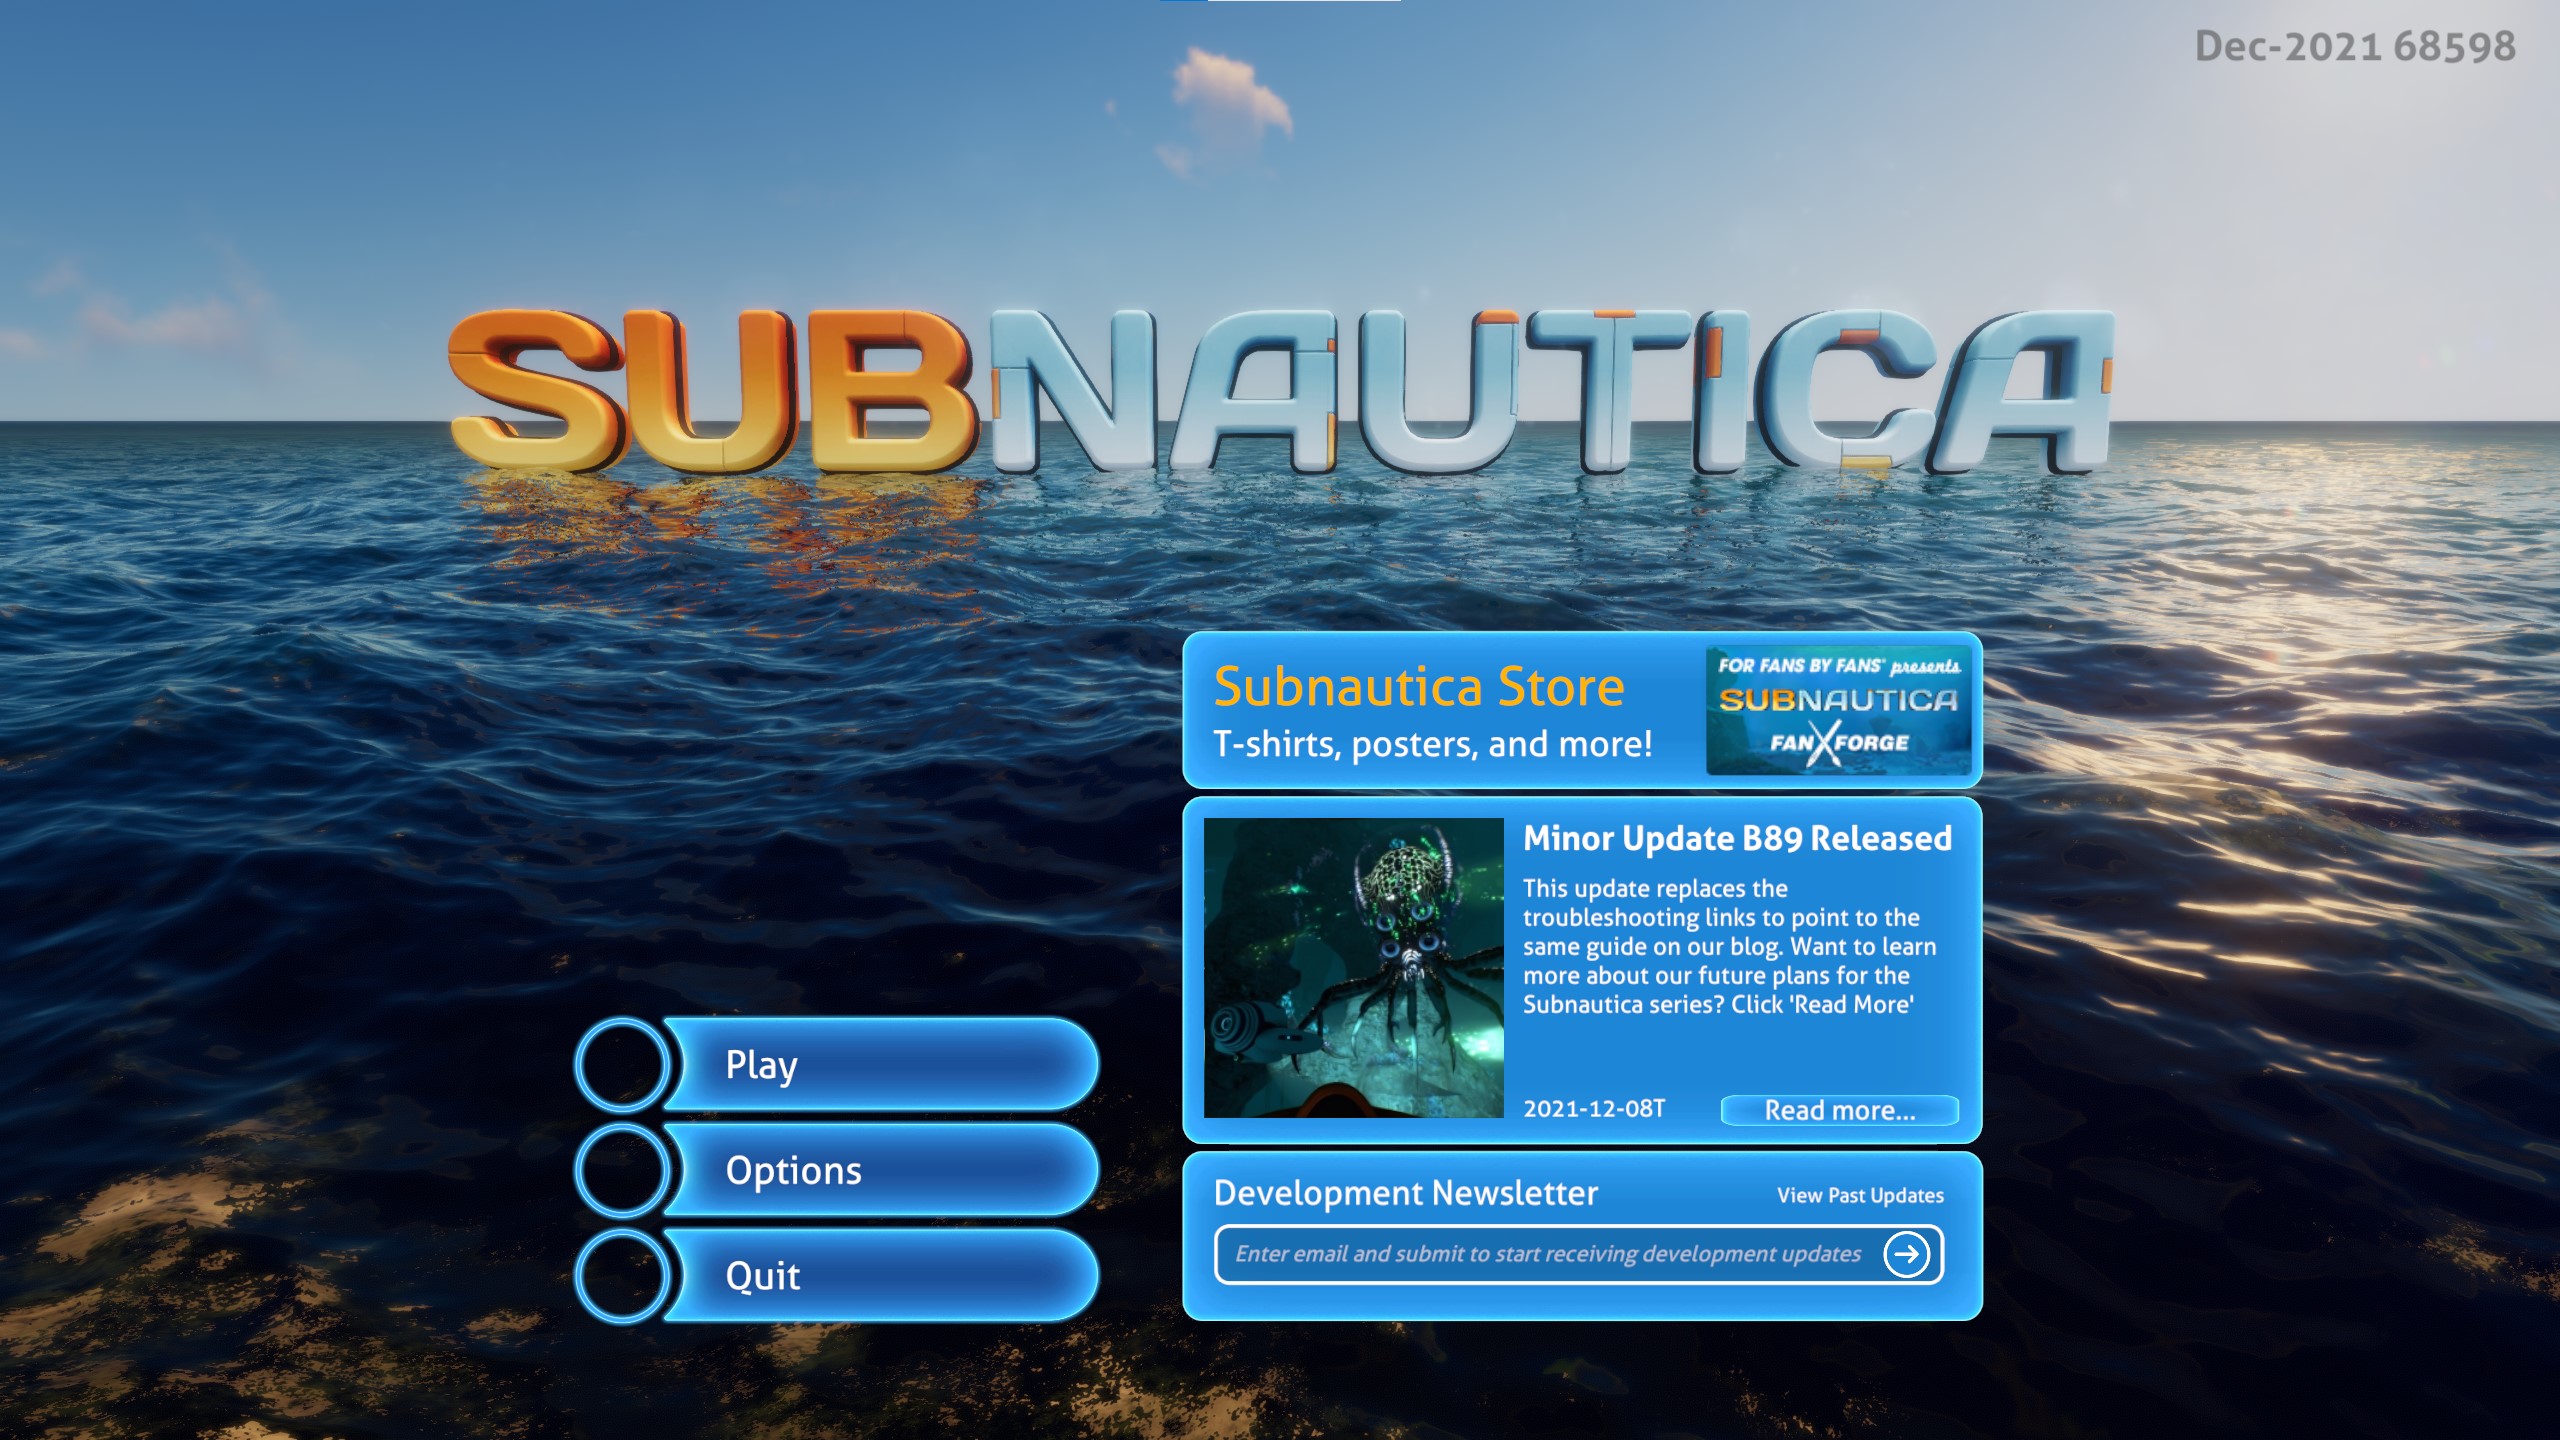 Dec-2021 68598
SUBNAUTICA
Subnautica Store
T-shirts, posters, and more!
FOR FANS BY FANS presents
SUBNAUTICA
FAN FORGE
Minor Update B89 Released
This update replaces the
troubleshooting links to point to the
same guide on our blog. Want to learn
more about our future plans for the
Subnautica series? Click 'Read More'
2021-12-08T
Read more...
Play
Options
Quit
Development Newsletter
View Past Updates
Enter email and submit to start receiving development updates